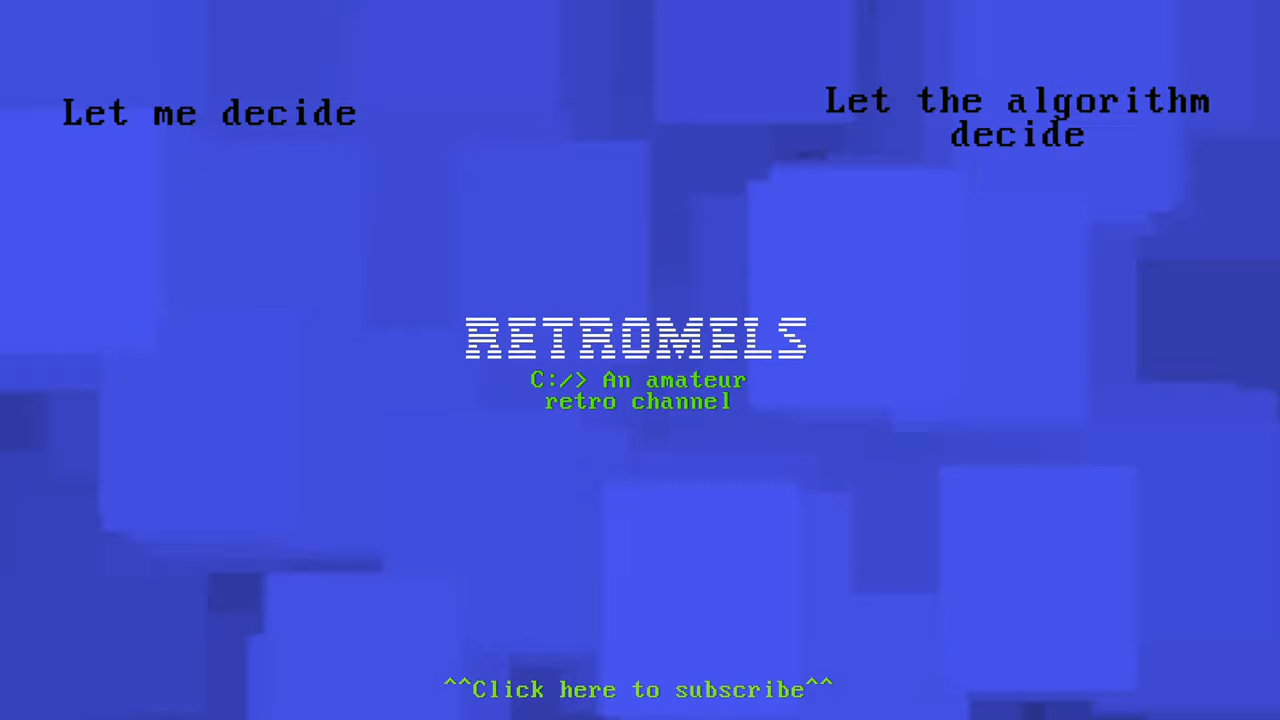 Let me decide
Let the algorithm
decide
RETROMELS
C:/> An amateur
retro channel
^^Click here to subscribe^^